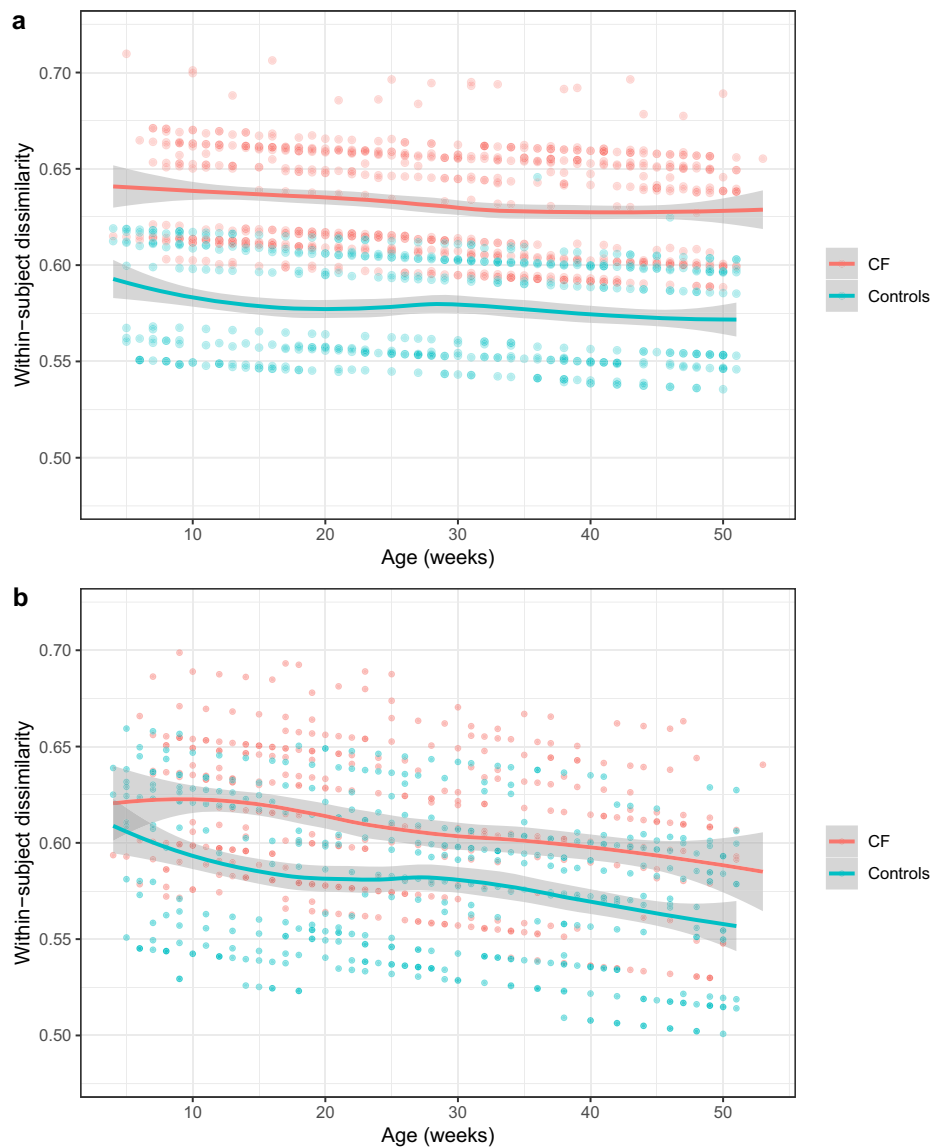 a
0.70
0.65
0.60
0.55
0.50
Within-subject dissimilarity
10 20 30 40 50
Age (weeks)
CF
Controls
b
0.70
0.65
0.60
0.55
0.50
Within-subject dissimilarity
10 20 30 40 50
Age (weeks)
CF
Controls